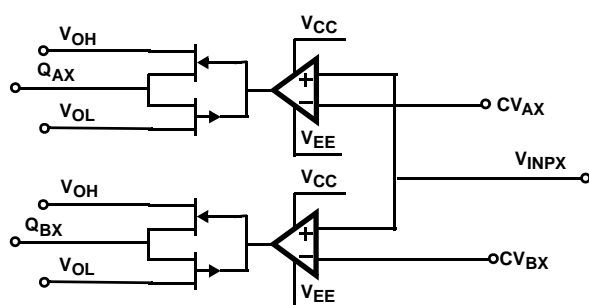 VCC
VOH
QAX
+
−
CVAX
VOL
VEE
VINPX
VCC
VOH
QBX
+
−
CVBX
VOL
VEE